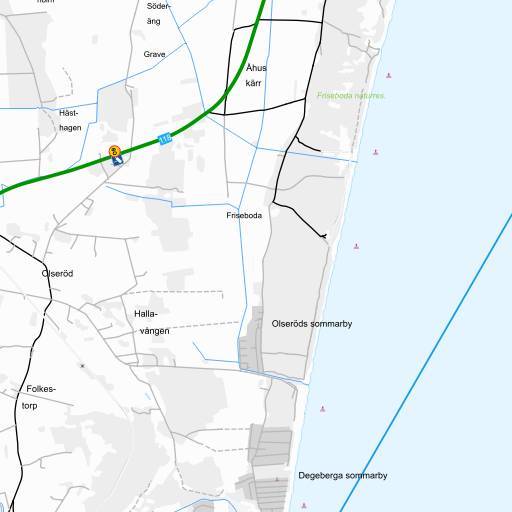 Söder-
äng
Grave
Åhus
kärr
Friseboda naturres.
Häst-
hagen
118
Friseboda
Olseröd
Halla-
vången
Olseröds sommarby
Folkes-
torp
Degeberga sommarby